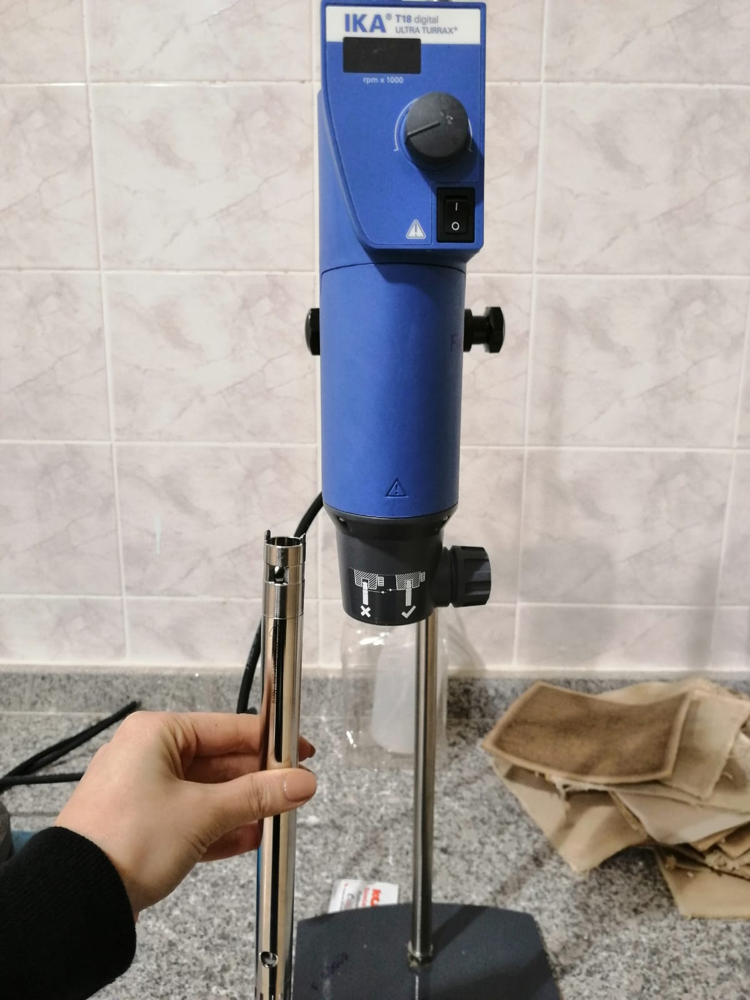 IKA® T18 digital
ULTRA TURRAX®
rpm x 1000
I
O